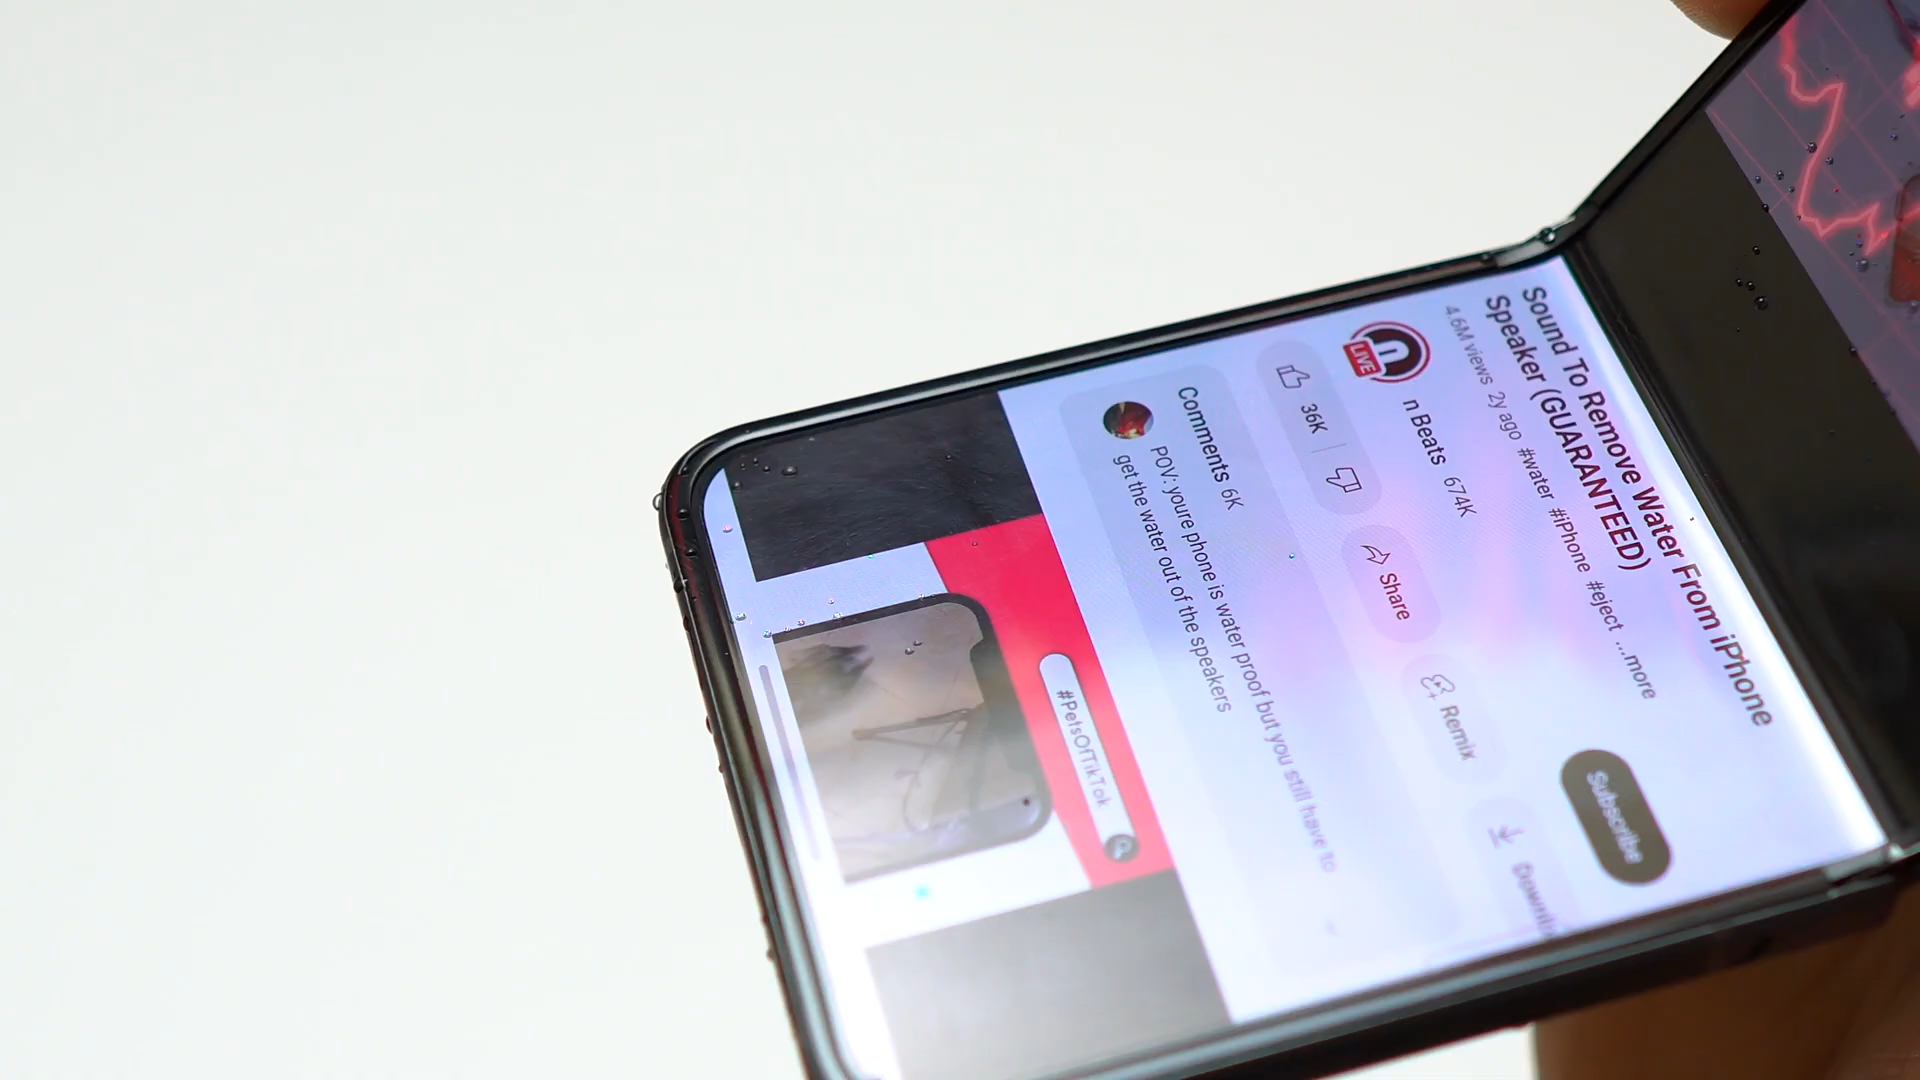 Sound To Remove Water From iPhone
Speaker (GUARANTEED)
4.6M views 2y ago #water #iPhone #eject ...more
LIVE
n Beats 674K
Subscribe
36K
Share
Remix
Comments 6K
POV: youre phone is water proof but you still have to
get the water out of the speakers
#PetsOfTikTok